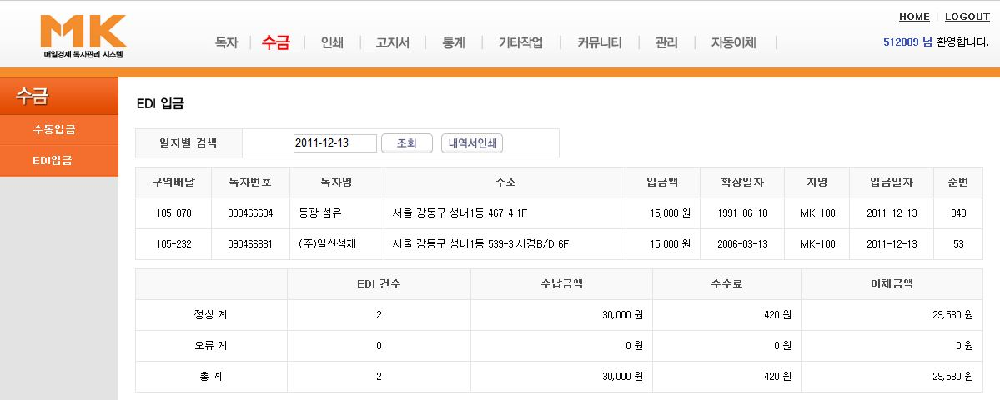 HOME LOGOUT
MK
매일경제 독자관리 시스템
독자 수금 인쇄 고지서 통계 기타작업 커뮤니티 관리 자동이체
512009 님 환영합니다.
수금
수동입금
EDI입금
EDI 입금
일자별 검색 2011-12-13 조회 내역서인쇄
구역배달 독자번호 독자명 주소 입금액 확장일자 지명 입금일자 순번
105-070 090466694 동광 섬유 서울 강동구 성내1동 467-4 1F 15,000 원 1991-06-18 MK-100 2011-12-13 348
105-232 090466881 (주)일신석재 서울 강동구 성내1동 539-3 서경B/D 6F 15,000 원 2006-03-13 MK-100 2011-12-13 53
EDI 건수 수납금액 수수료 이체금액
정상 계 2 30,000 원 420 원 29,580 원
오류 계 0 0 원 0 원 0 원
총 계 2 30,000 원 420 원 29,580 원